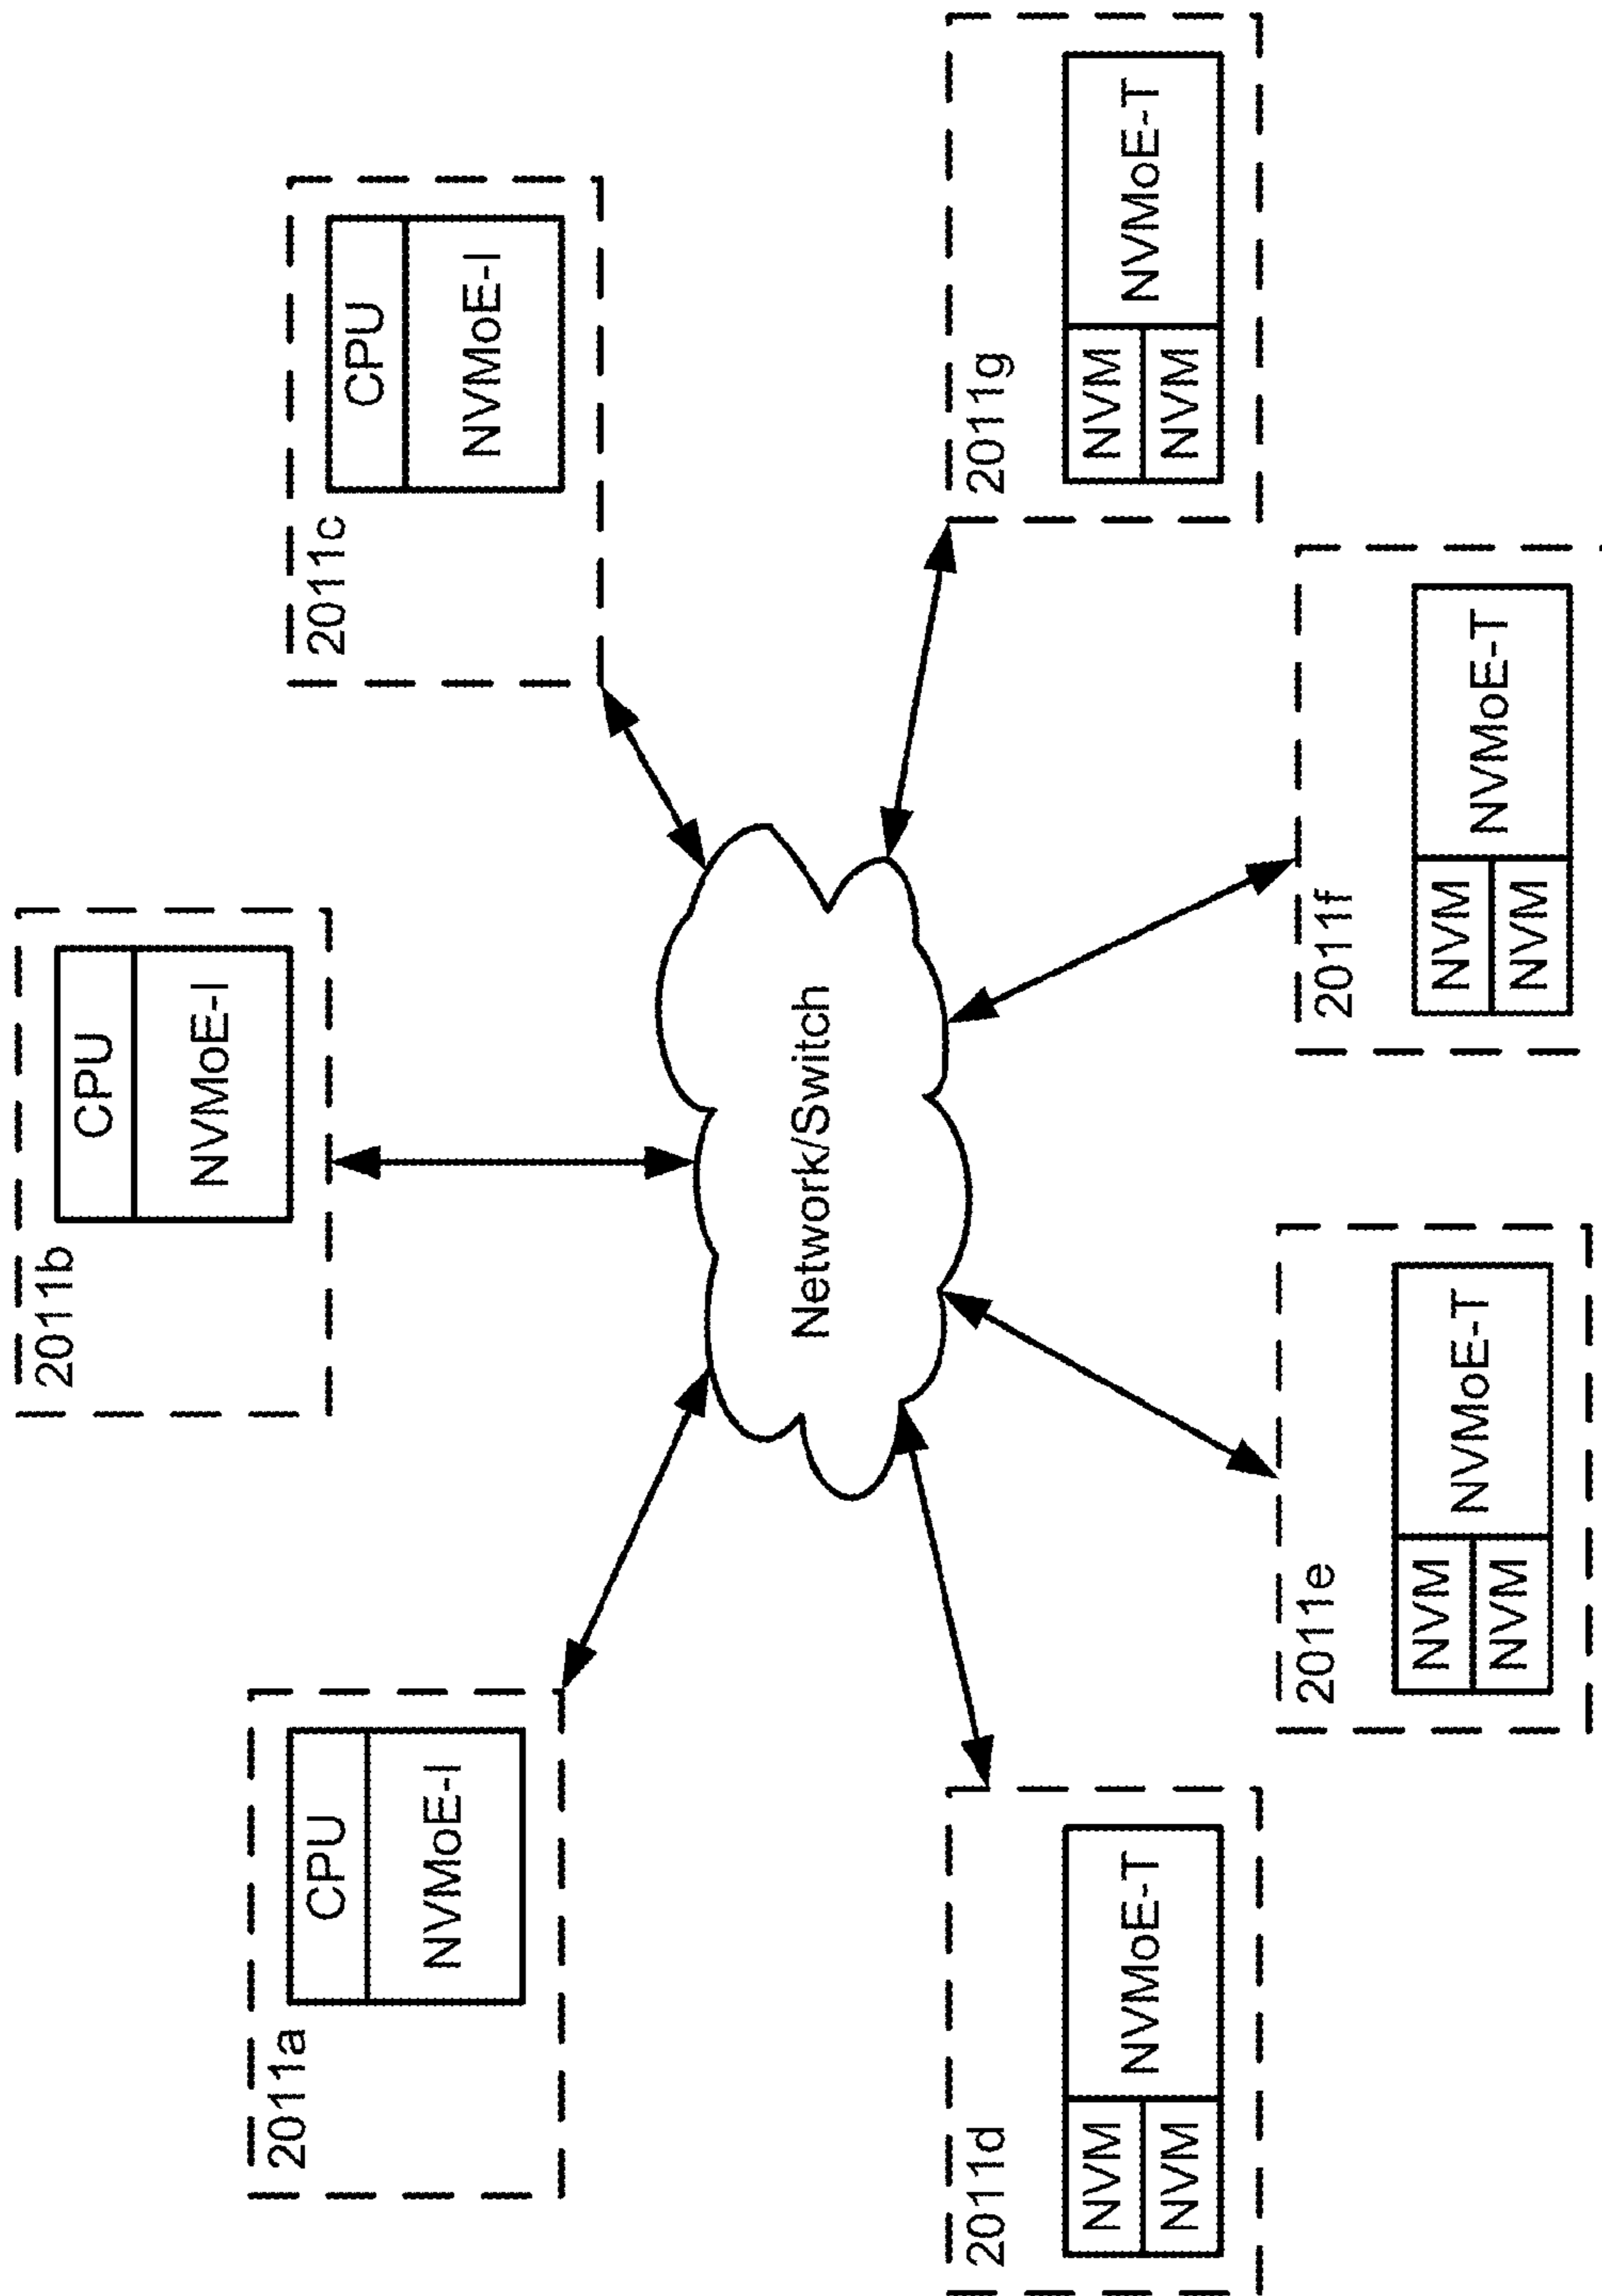 2011a
CPU
NVMoE-I
2011b
CPU
NVMoE-I
2011c
CPU
NVMoE-I
Network/Switch
2011d
NVM
NVM
NVMoE-T
2011e
NVM
NVM
NVMoE-T
2011f
NVM
NVM
NVMoE-T
2011g
NVM
NVM
NVMoE-T